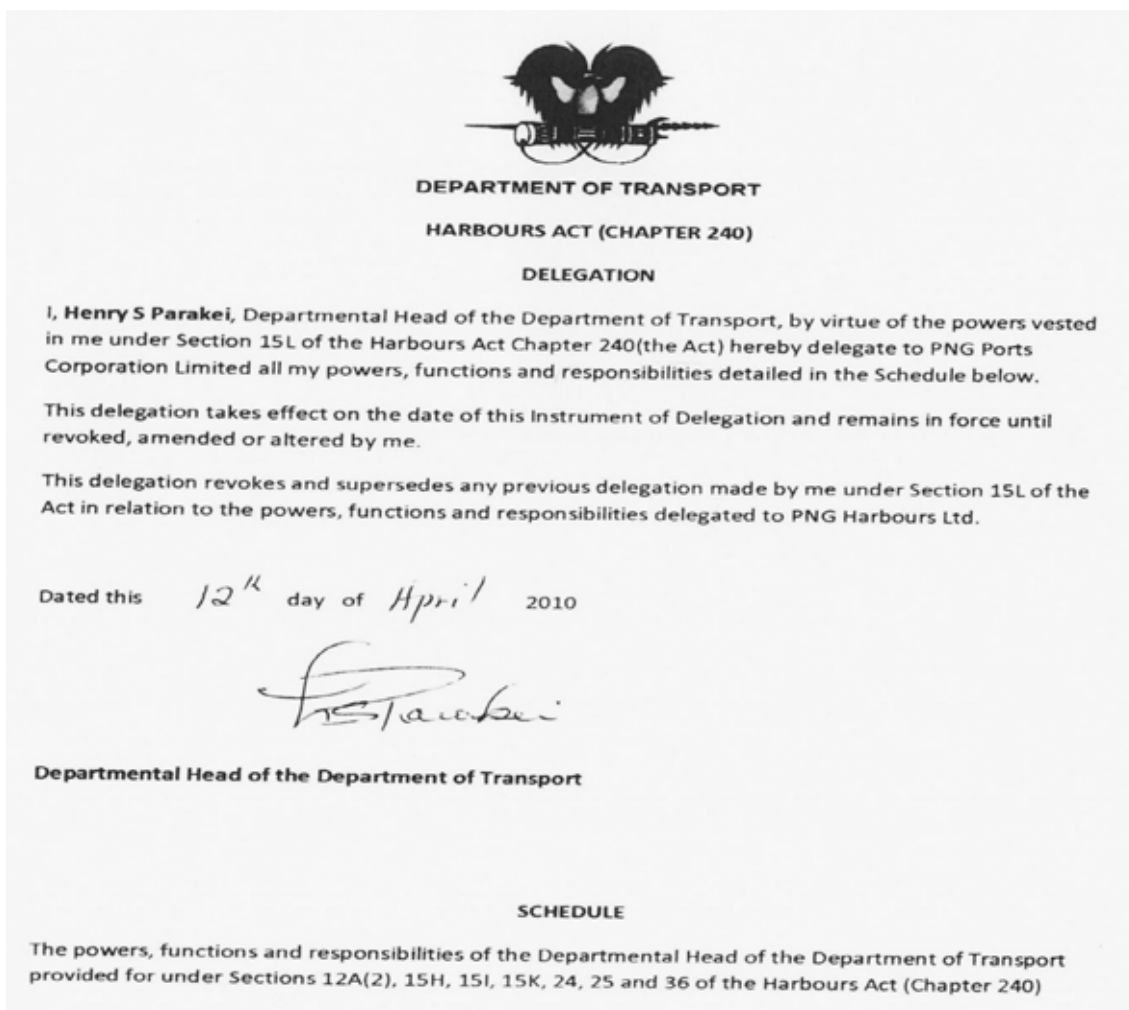 DEPARTMENT OF TRANSPORT
HARBOURS ACT (CHAPTER 240)
DELEGATION
I, Henry S Parakei, Departmental Head of the Department of Transport, by virtue of the powers vested
in me under Section 15L of the Harbours Act Chapter 240(the Act) hereby delegate to PNG Ports
Corporation Limited all my powers, functions and responsibilities detailed in the Schedule below.
This delegation takes effect on the date of this Instrument of Delegation and remains in force until
revoked, amended or altered by me.
This delegation revokes and supersedes any previous delegation made by me under Section 15L of the
Act in relation to the powers, functions and responsibilities delegated to PNG Harbours Ltd.
Dated this 12th day of April 2010
HSParakei
Departmental Head of the Department of Transport
SCHEDULE
The powers, functions and responsibilities of the Departmental Head of the Department of Transport
provided for under Sections 12A(2), 15H, 15I, 15K, 24, 25 and 36 of the Harbours Act (Chapter 240)